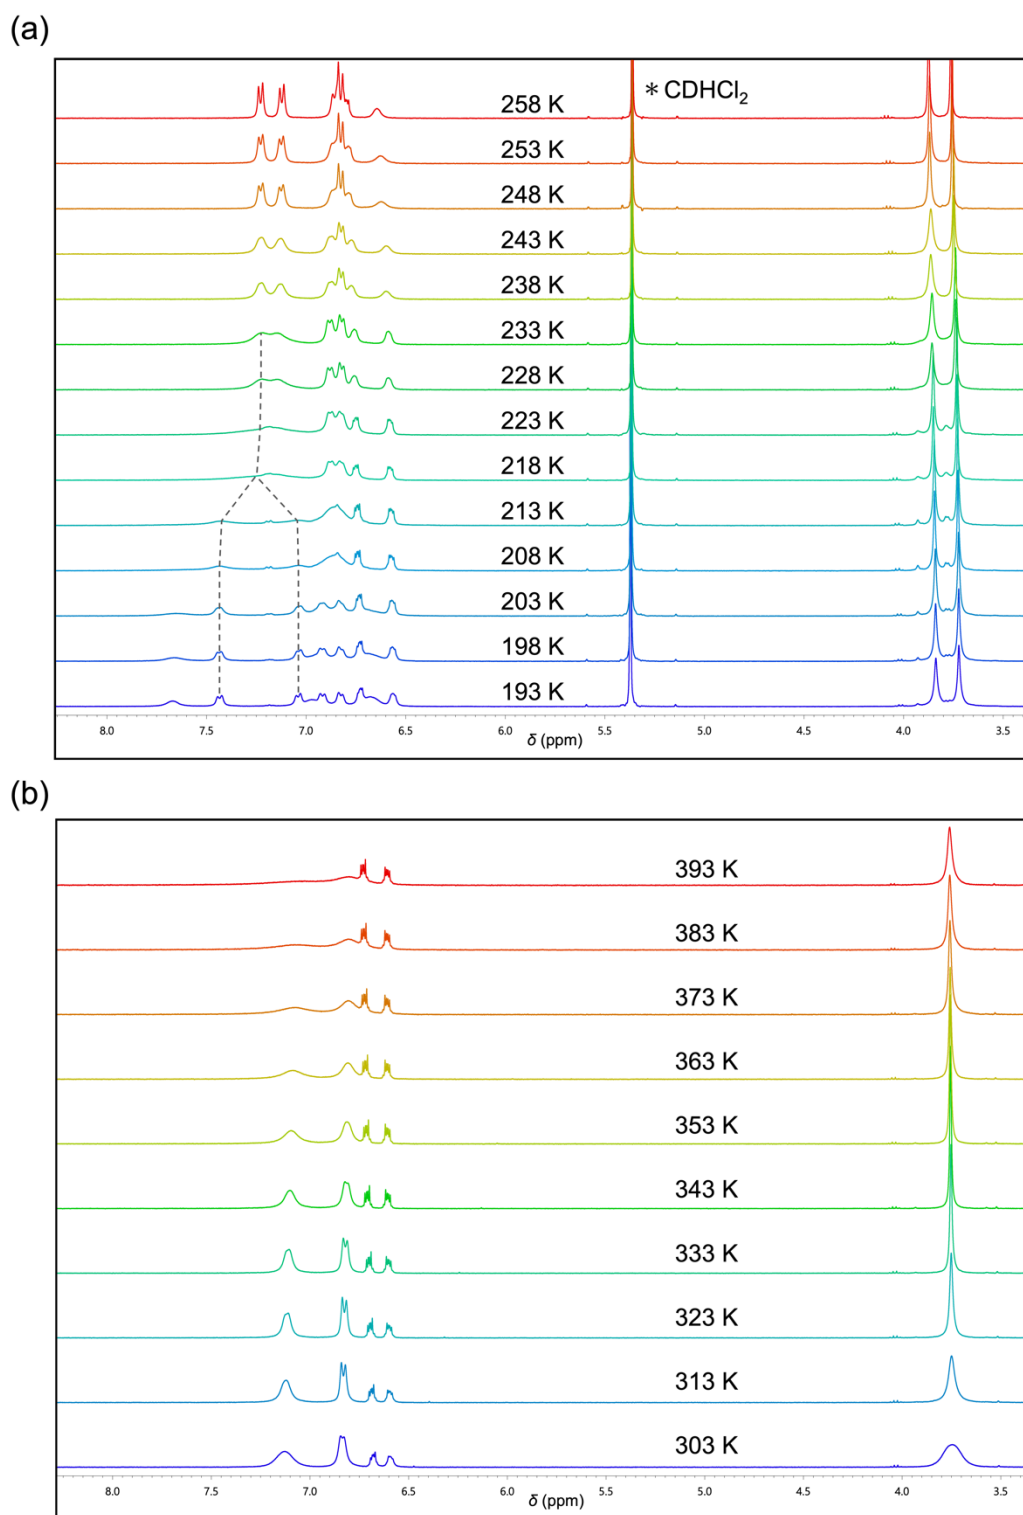 (a)
* CDHCl₂
258 K
253 K
248 K
243 K
238 K
233 K
228 K
223 K
218 K
213 K
208 K
203 K
198 K
193 K
8.0 7.5 7.0 6.5 6.0 5.5 5.0 4.5 4.0 3.5
δ (ppm)
(b)
393 K
383 K
373 K
363 K
353 K
343 K
333 K
323 K
313 K
303 K
8.0 7.5 7.0 6.5 6.0 5.5 5.0 4.5 4.0 3.5
δ (ppm)